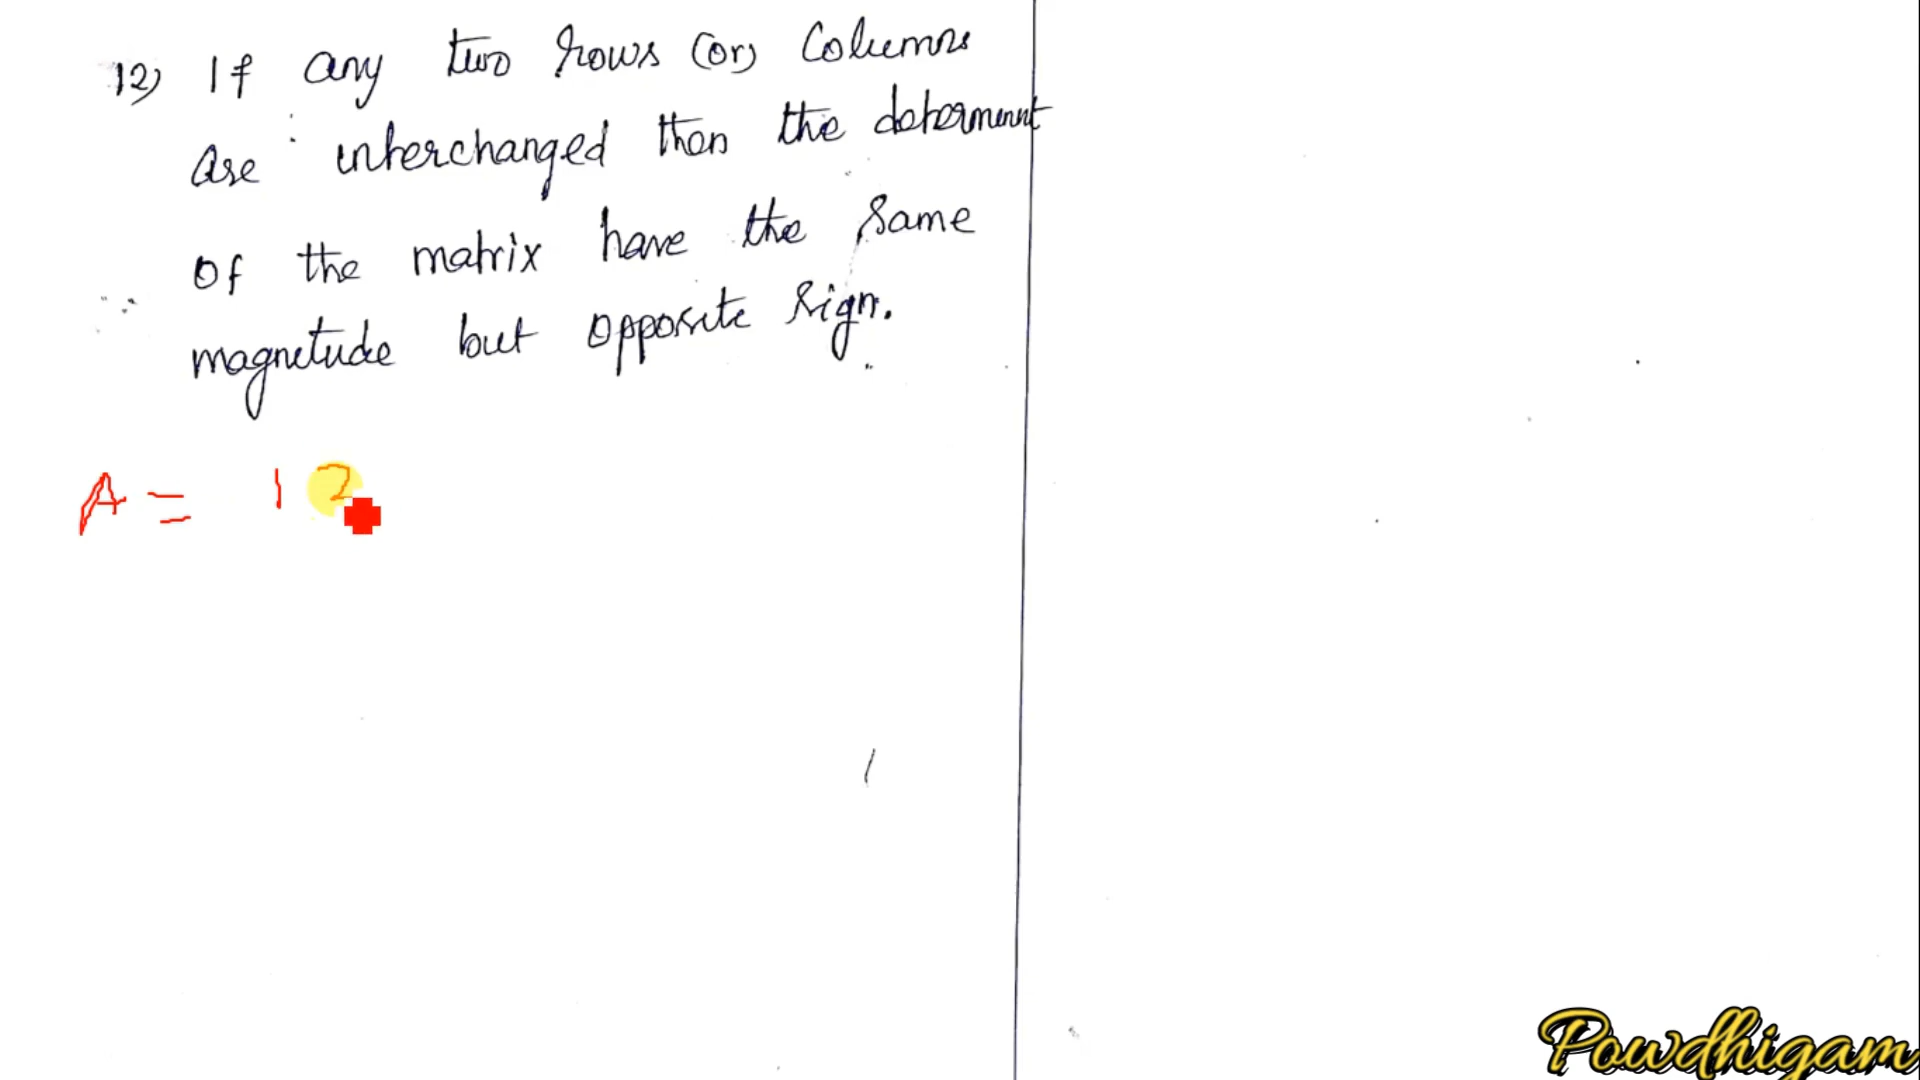 12) If any two rows (or) Columns
are interchanged then the determinant
of the matrix have the same
magnitude but opposite sign.
A = 1 2
Powdhigam